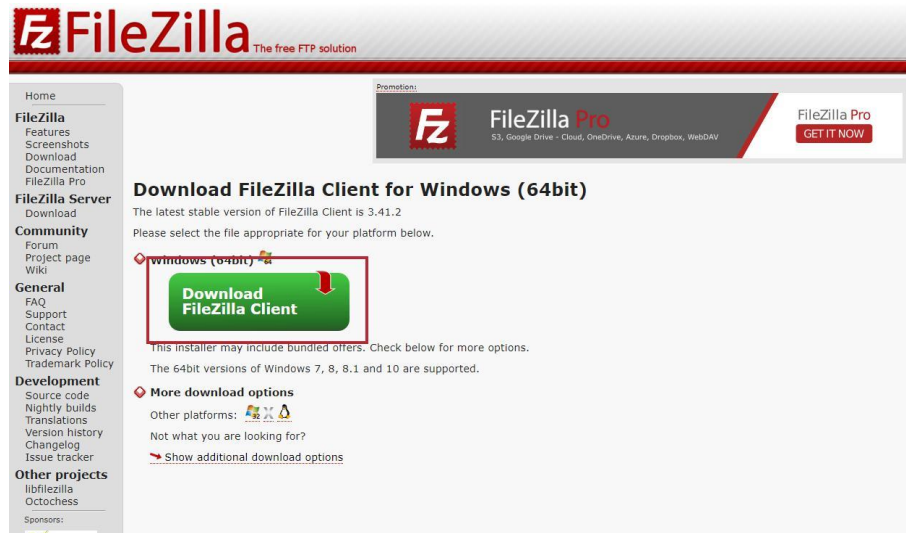 FileZilla The free FTP solution
Home
FileZilla
Features
Screenshots
Download
Documentation
FileZilla Pro
FileZilla Server
Download
Community
Forum
Project page
Wiki
General
FAQ
Support
Contact
License
Privacy Policy
Trademark Policy
Development
Source code
Nightly builds
Translations
Version history
Changelog
Issue tracker
Other projects
libfilezilla
Octochess
Sponsors:
Promotion:
FileZilla Pro
S3, Google Drive - Cloud, OneDrive, Azure, Dropbox, WebDAV
FileZilla Pro
GET IT NOW
Download FileZilla Client for Windows (64bit)
The latest stable version of FileZilla Client is 3.41.2
Please select the file appropriate for your platform below.
Windows (64bit)
Download
FileZilla Client
This installer may include bundled offers. Check below for more options.
The 64bit versions of Windows 7, 8, 8.1 and 10 are supported.
More download options
Other platforms:
Not what you are looking for?
Show additional download options